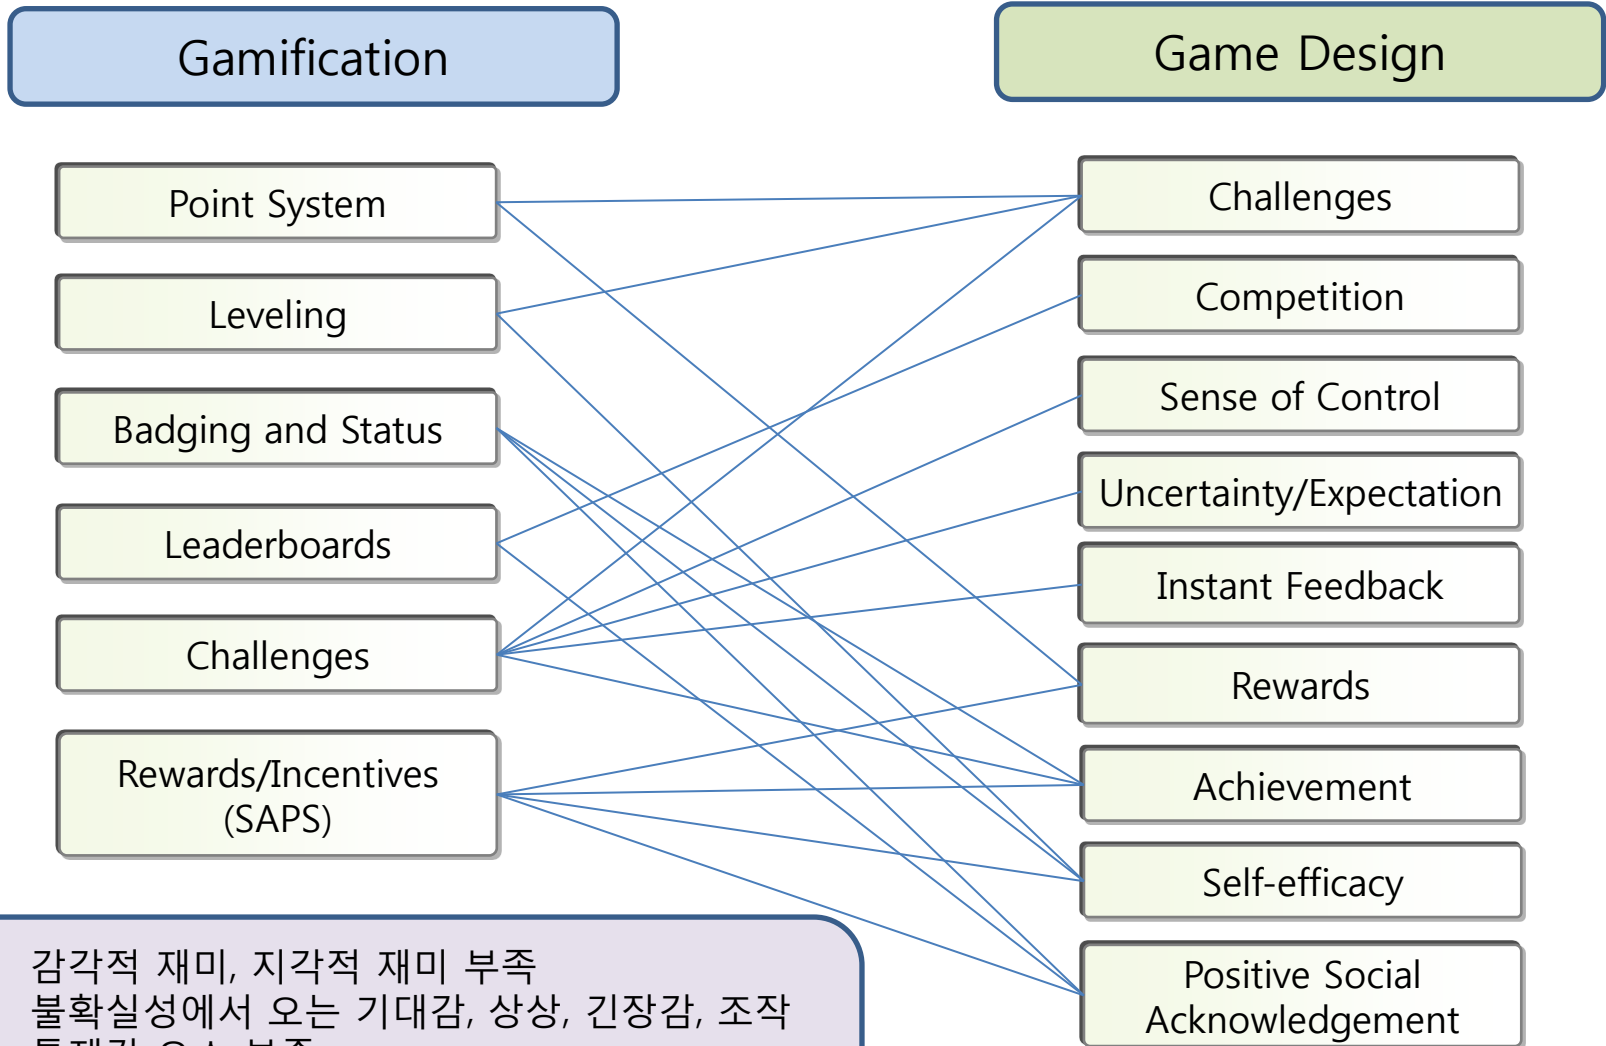 Gamification
Game Design
Point System
Leveling
Badging and Status
Leaderboards
Challenges
Rewards/Incentives
(SAPS)
Challenges
Competition
Sense of Control
Uncertainty/Expectation
Instant Feedback
Rewards
Achievement
Self-efficacy
Positive Social
Acknowledgement
감각적 재미, 지각적 재미 부족
불확실성에서 오는 기대감, 상상, 긴장감, 조작